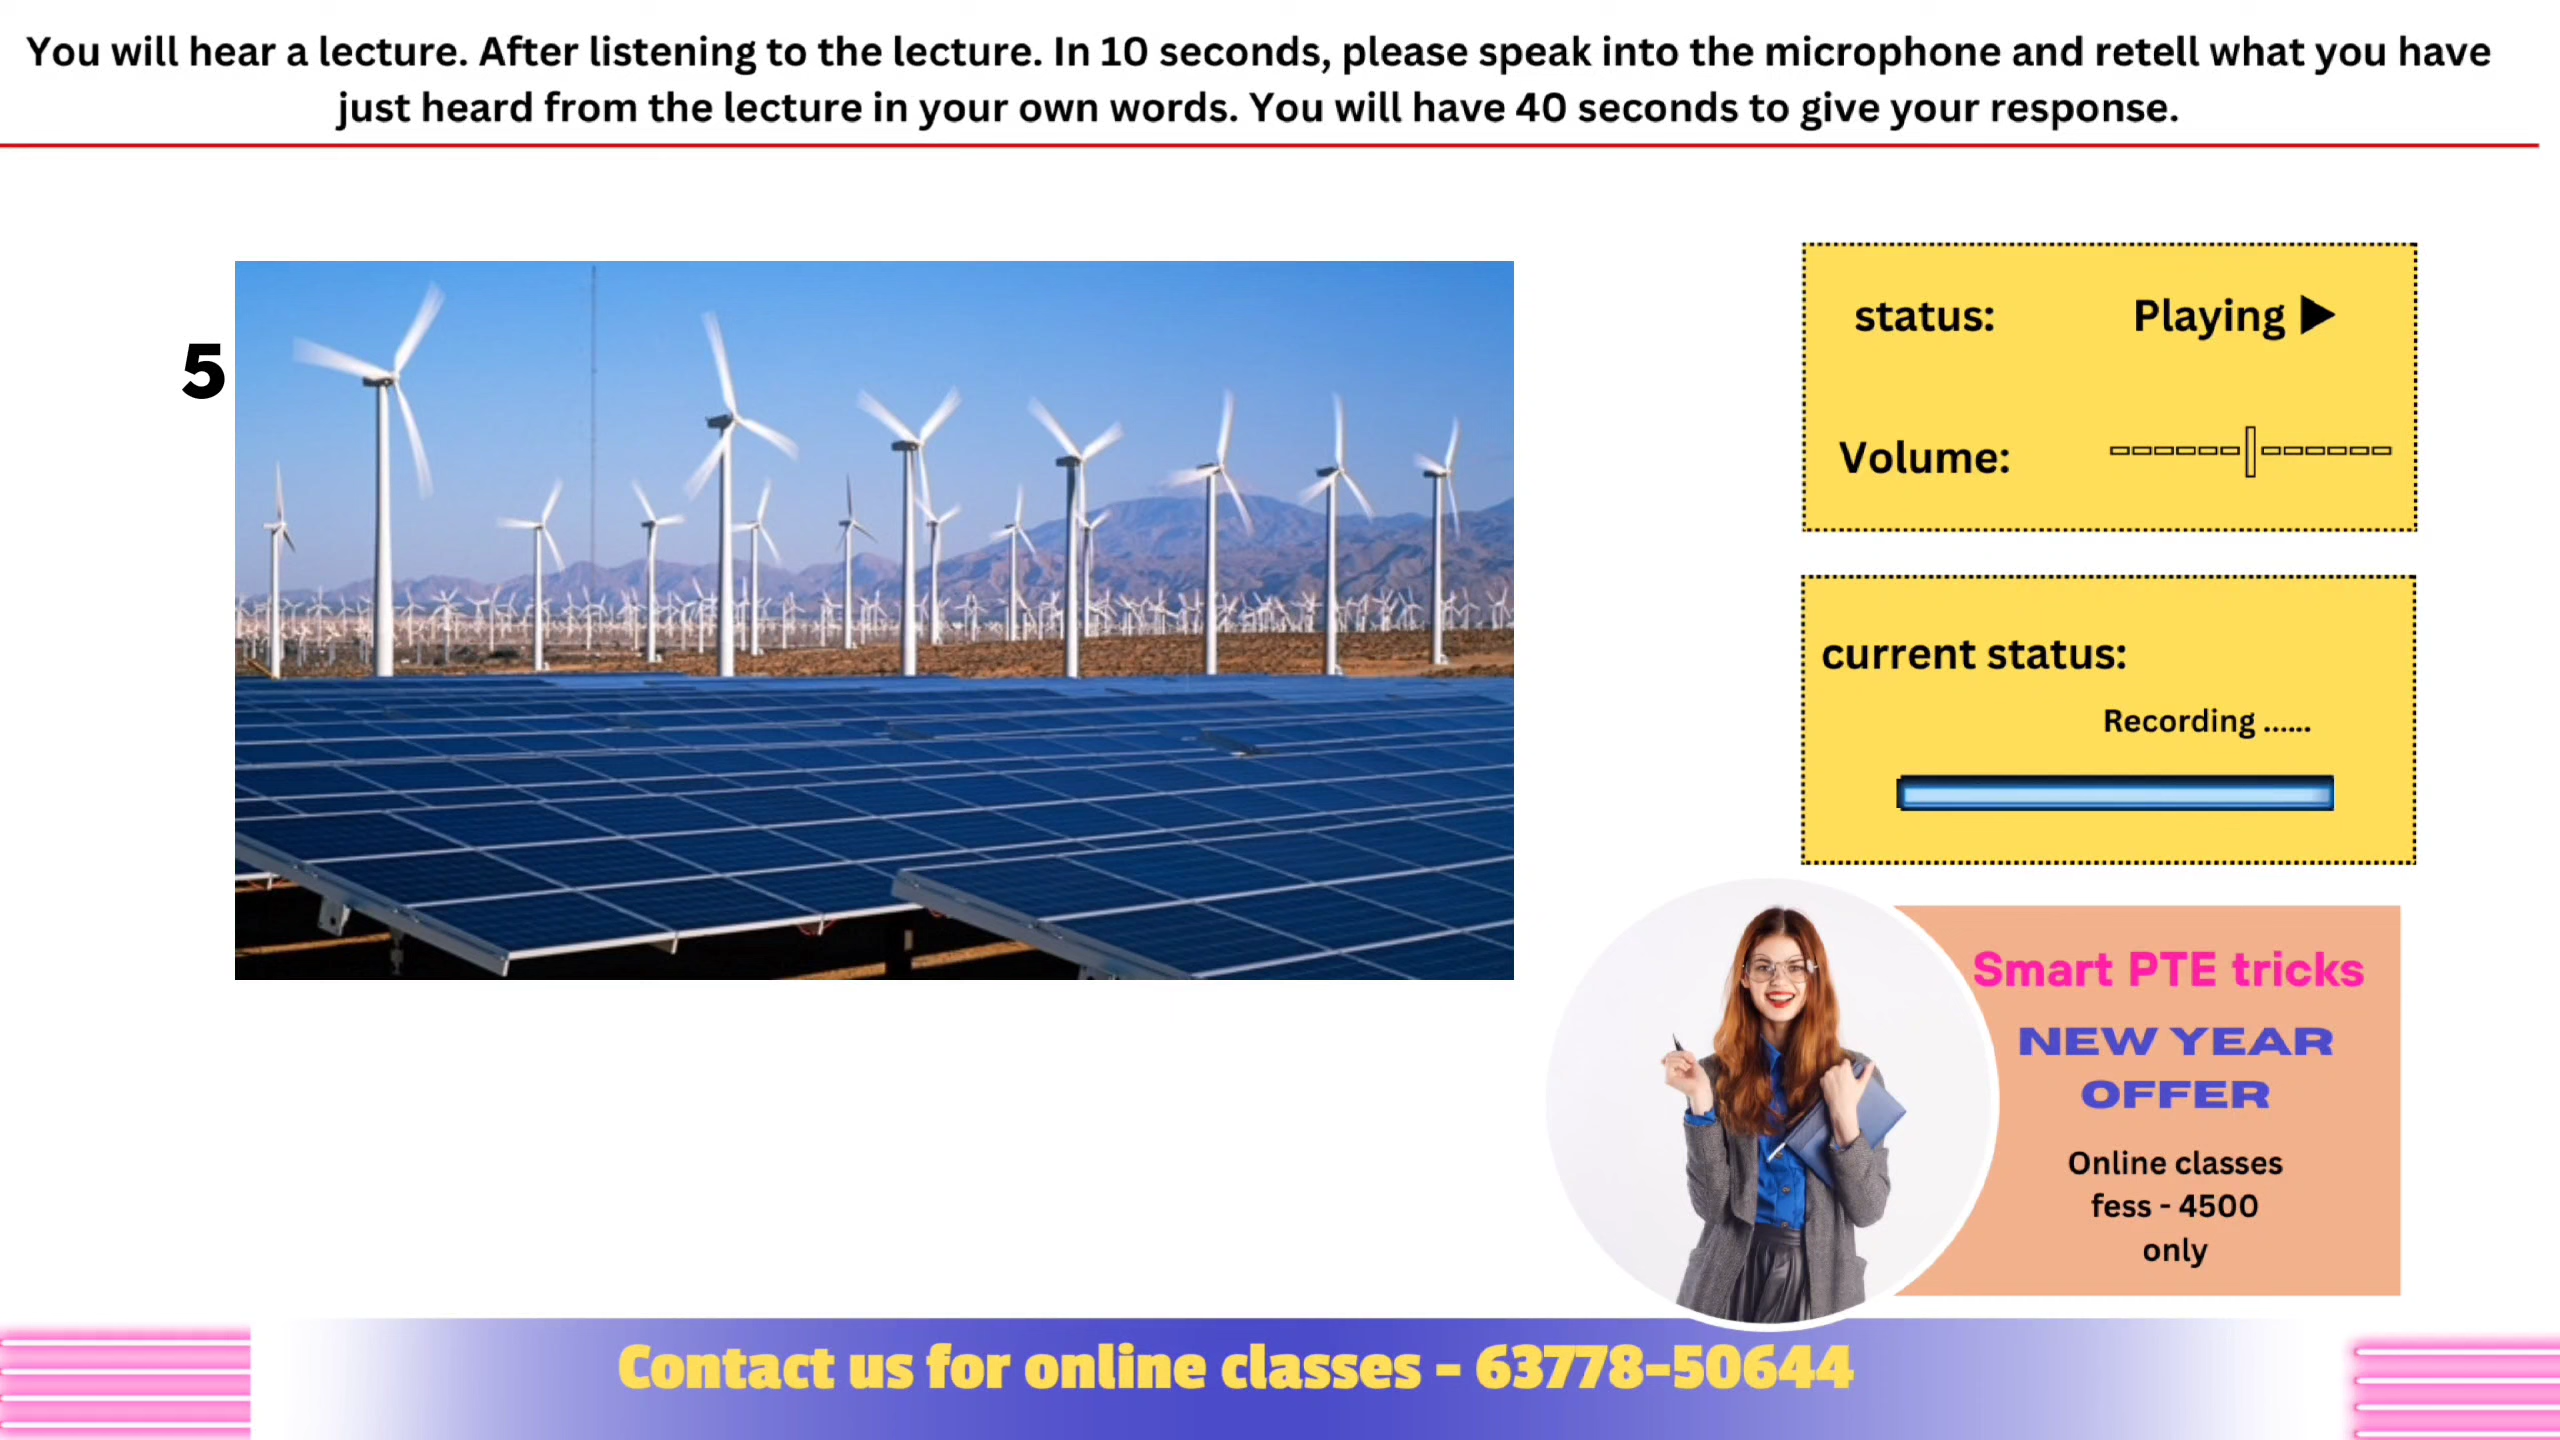 You will hear a lecture. After listening to the lecture. In 10 seconds, please speak into the microphone and retell what you have
just heard from the lecture in your own words. You will have 40 seconds to give your response.
5
status: Playing
Volume:
current status:
Recording ......
Smart PTE tricks
NEW YEAR
OFFER
Online classes
fess - 4500
only
Contact us for online classes - 63778-50644